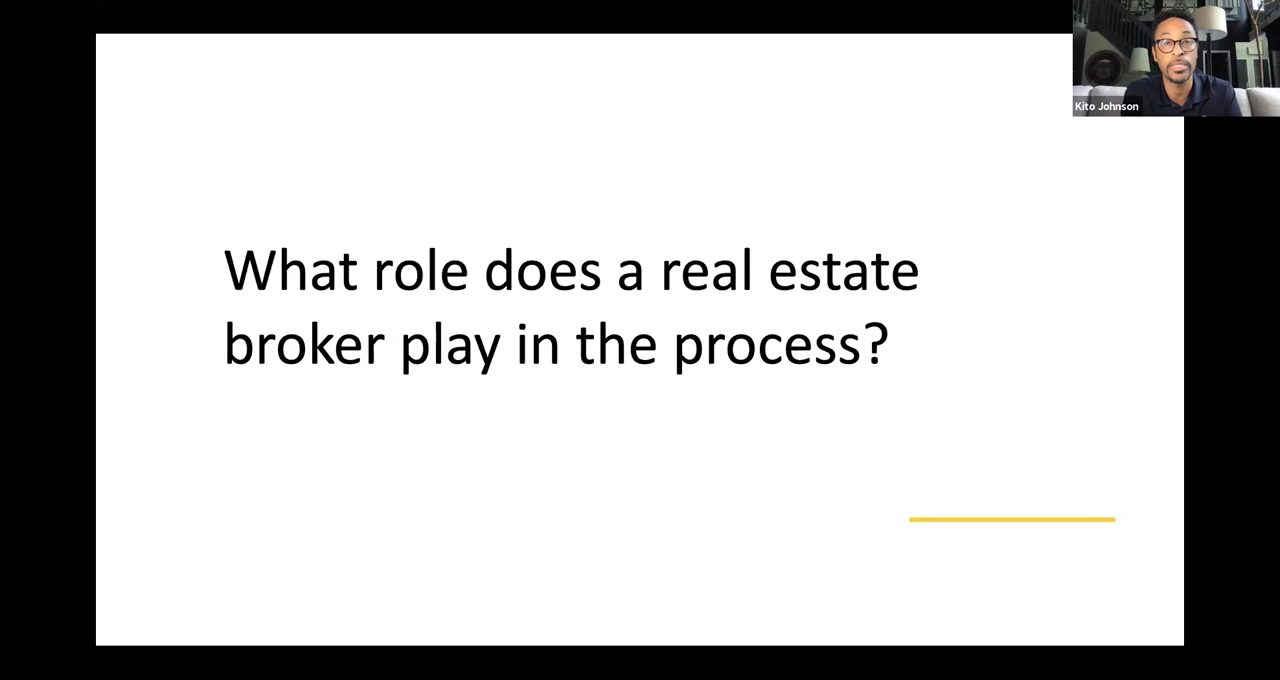 Kito Johnson
What role does a real estate
broker play in the process?